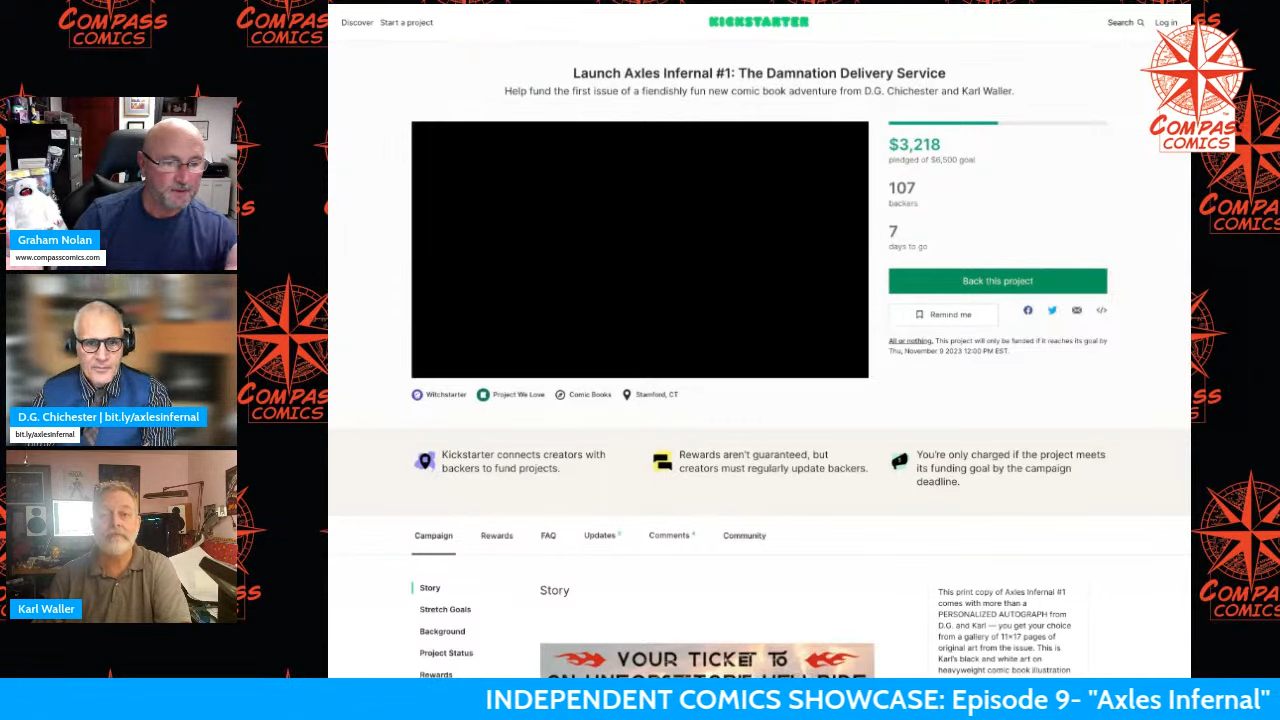 COMPASS
COMICS
Discover
Start a project
KICKSTARTER
Search
Log in
COMPASS
COMICS
Launch Axles Infernal #1: The Damnation Delivery Service
Help fund the first issue of a fiendishly fun new comic book adventure from D.G. Chichester and Karl Waller.
$3,218
pledged of $6,500 goal
107
backers
7
days to go
Back this project
Remind me
All or nothing. This project will only be funded if it reaches its goal by
Thu, November 9 2023 12:00 PM EST.
Witchstarter
Project We Love
Comic Books
Stamford, CT
Graham Nolan
www.compasscomics.com
D.G. Chichester | bit.ly/axlesinfernal
bit.ly/axlesinfernal
Karl Waller
Kickstarter connects creators with
backers to fund projects.
Rewards aren't guaranteed, but
creators must regularly update backers.
You're only charged if the project meets
its funding goal by the campaign
deadline.
Campaign
Rewards
FAQ
Updates
Comments
Community
Story
Stretch Goals
Background
Project Status
Rewards
Story
YOUR TICKET TO
This print copy of Axles Infernal #1
comes with more than a
PERSONALIZED AUTOGRAPH from
D.G. and Karl — you get your choice
from a gallery of 11x17 pages of
original art from the issue. This is
Karl's black and white art on
heavyweight comic book illustration
INDEPENDENT COMICS SHOWCASE: Episode 9- "Axles Infernal"